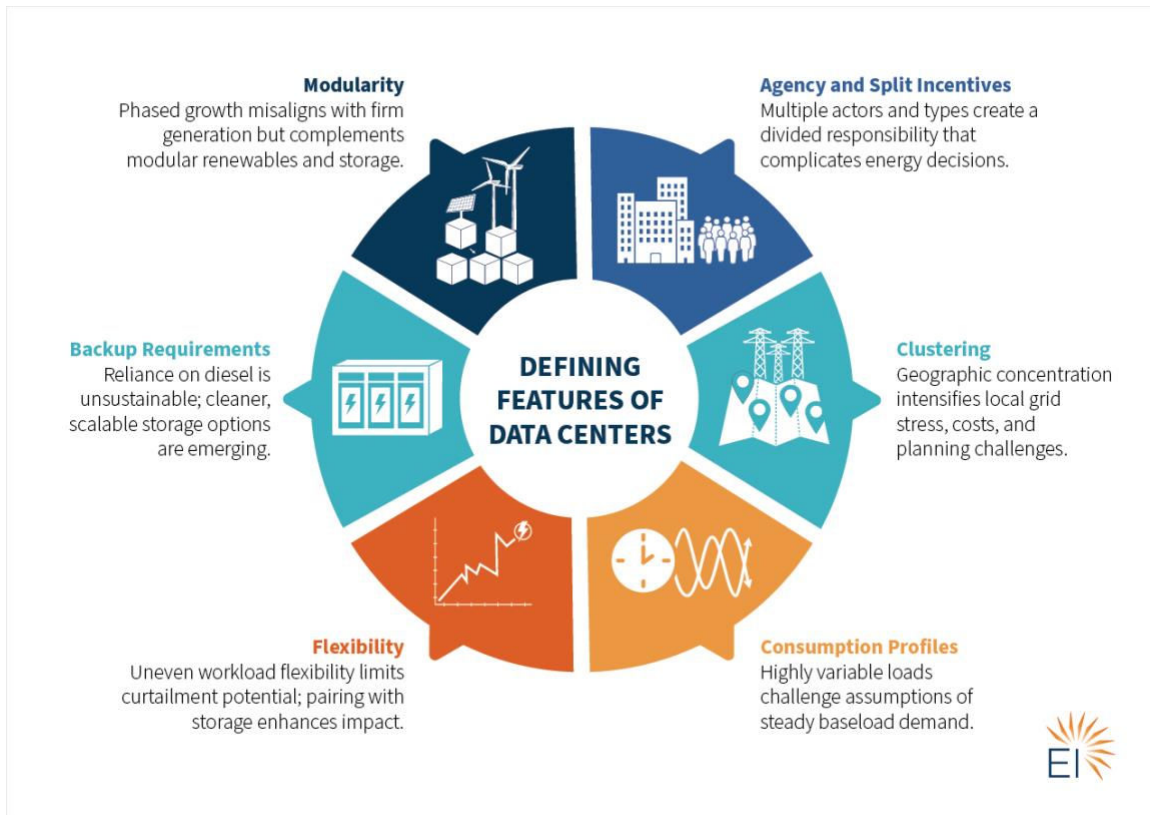 Modularity
Phased growth misaligns with firm
generation but complements
modular renewables and storage.
Agency and Split Incentives
Multiple actors and types create a
divided responsibility that
complicates energy decisions.
Backup Requirements
Reliance on diesel is
unsustainable; cleaner,
scalable storage options
are emerging.
DEFINING
FEATURES OF
DATA CENTERS
Clustering
Geographic concentration
intensifies local grid
stress, costs, and
planning challenges.
Flexibility
Uneven workload flexibility limits
curtailment potential; pairing with
storage enhances impact.
Consumption Profiles
Highly variable loads
challenge assumptions of
steady baseload demand.
EI